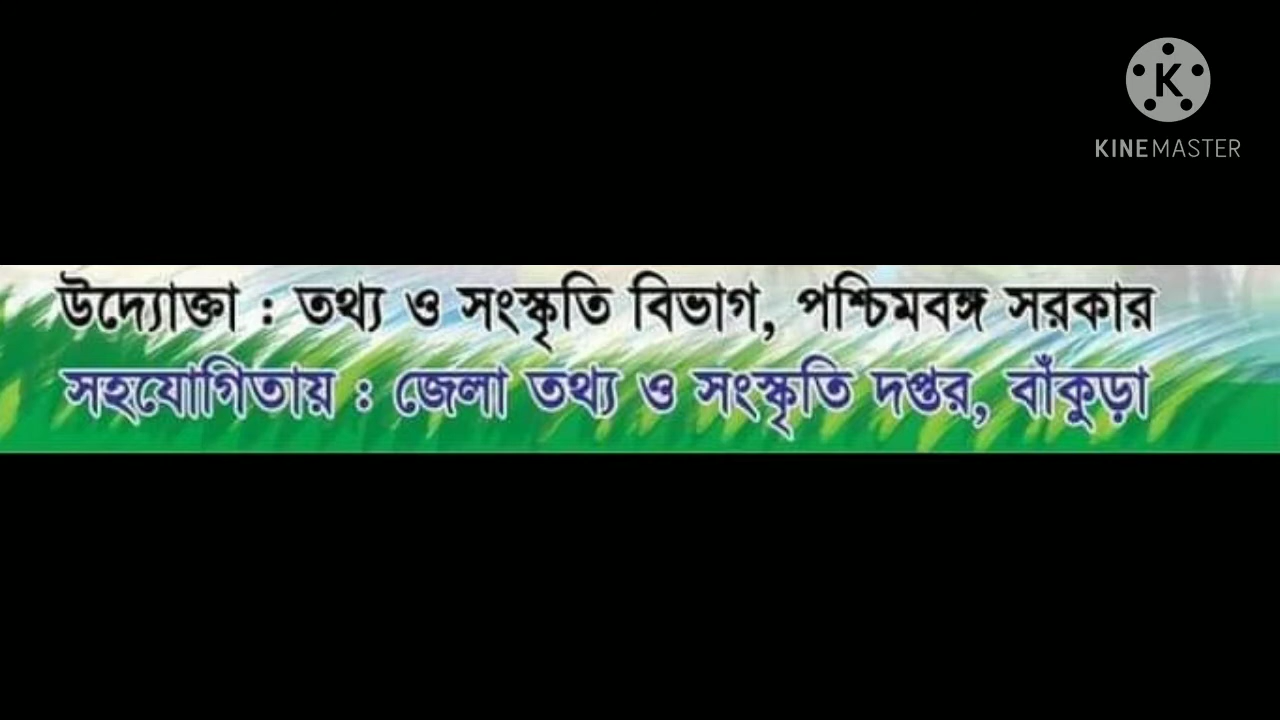 KINEMASTER
উদ্যোক্তা : তথ্য ও সংস্কৃতি বিভাগ, পশ্চিমবঙ্গ সরকার
সহযোগিতায় : জেলা তথ্য ও সংস্কৃতি দপ্তর, বাঁকুড়া